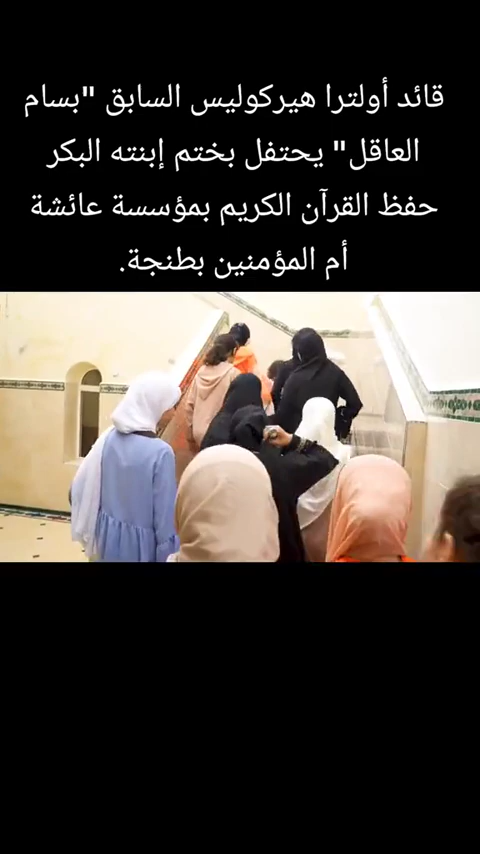 قائد أولترا هيركوليس السابق "بسام
العاقل" يحتفل بختم إبنته البكر
حفظ القرآن الكريم بمؤسسة عائشة
أم المؤمنين بطنجة.